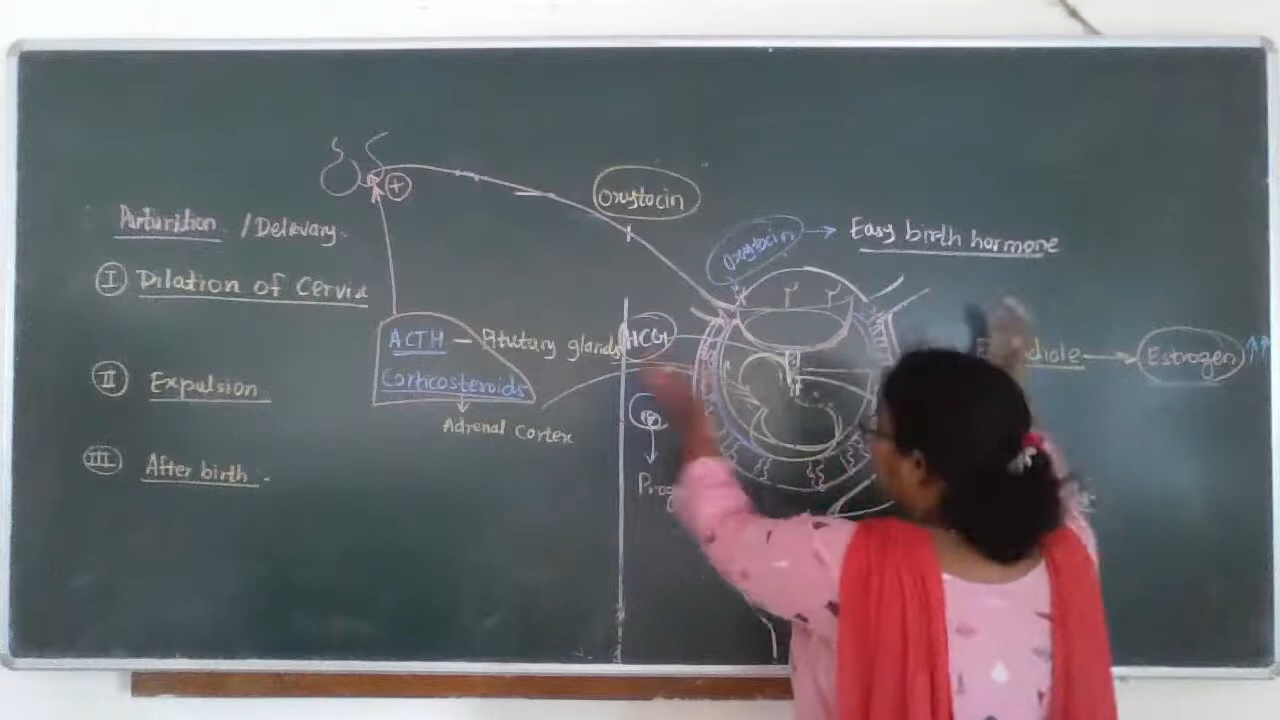 Parturition / Delevary.
I Dilation of Cervix
II Expulsion
III After birth :-
+
Oxytocin
ACTH - Pitutary glands
Corticosteroids
Adrenal Cortex
Oxytocin → Easy birth hormone
HCG
Estrogen ↑↑